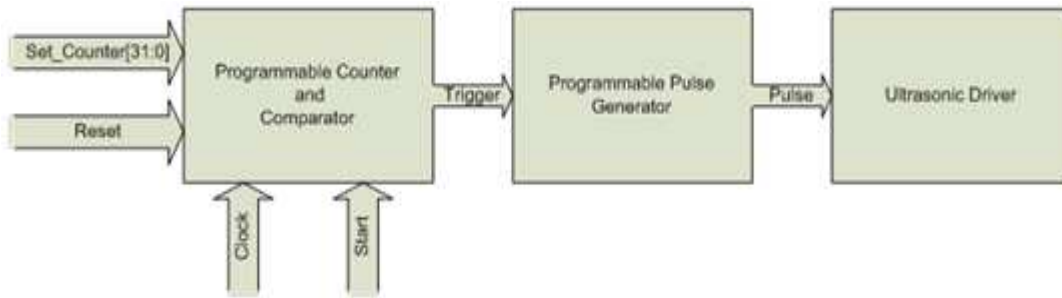 Set_Counter[31:0]
Reset
Programmable Counter
and
Comparator
Clock
Start
Trigger
Programmable Pulse
Generator
Pulse
Ultrasonic Driver